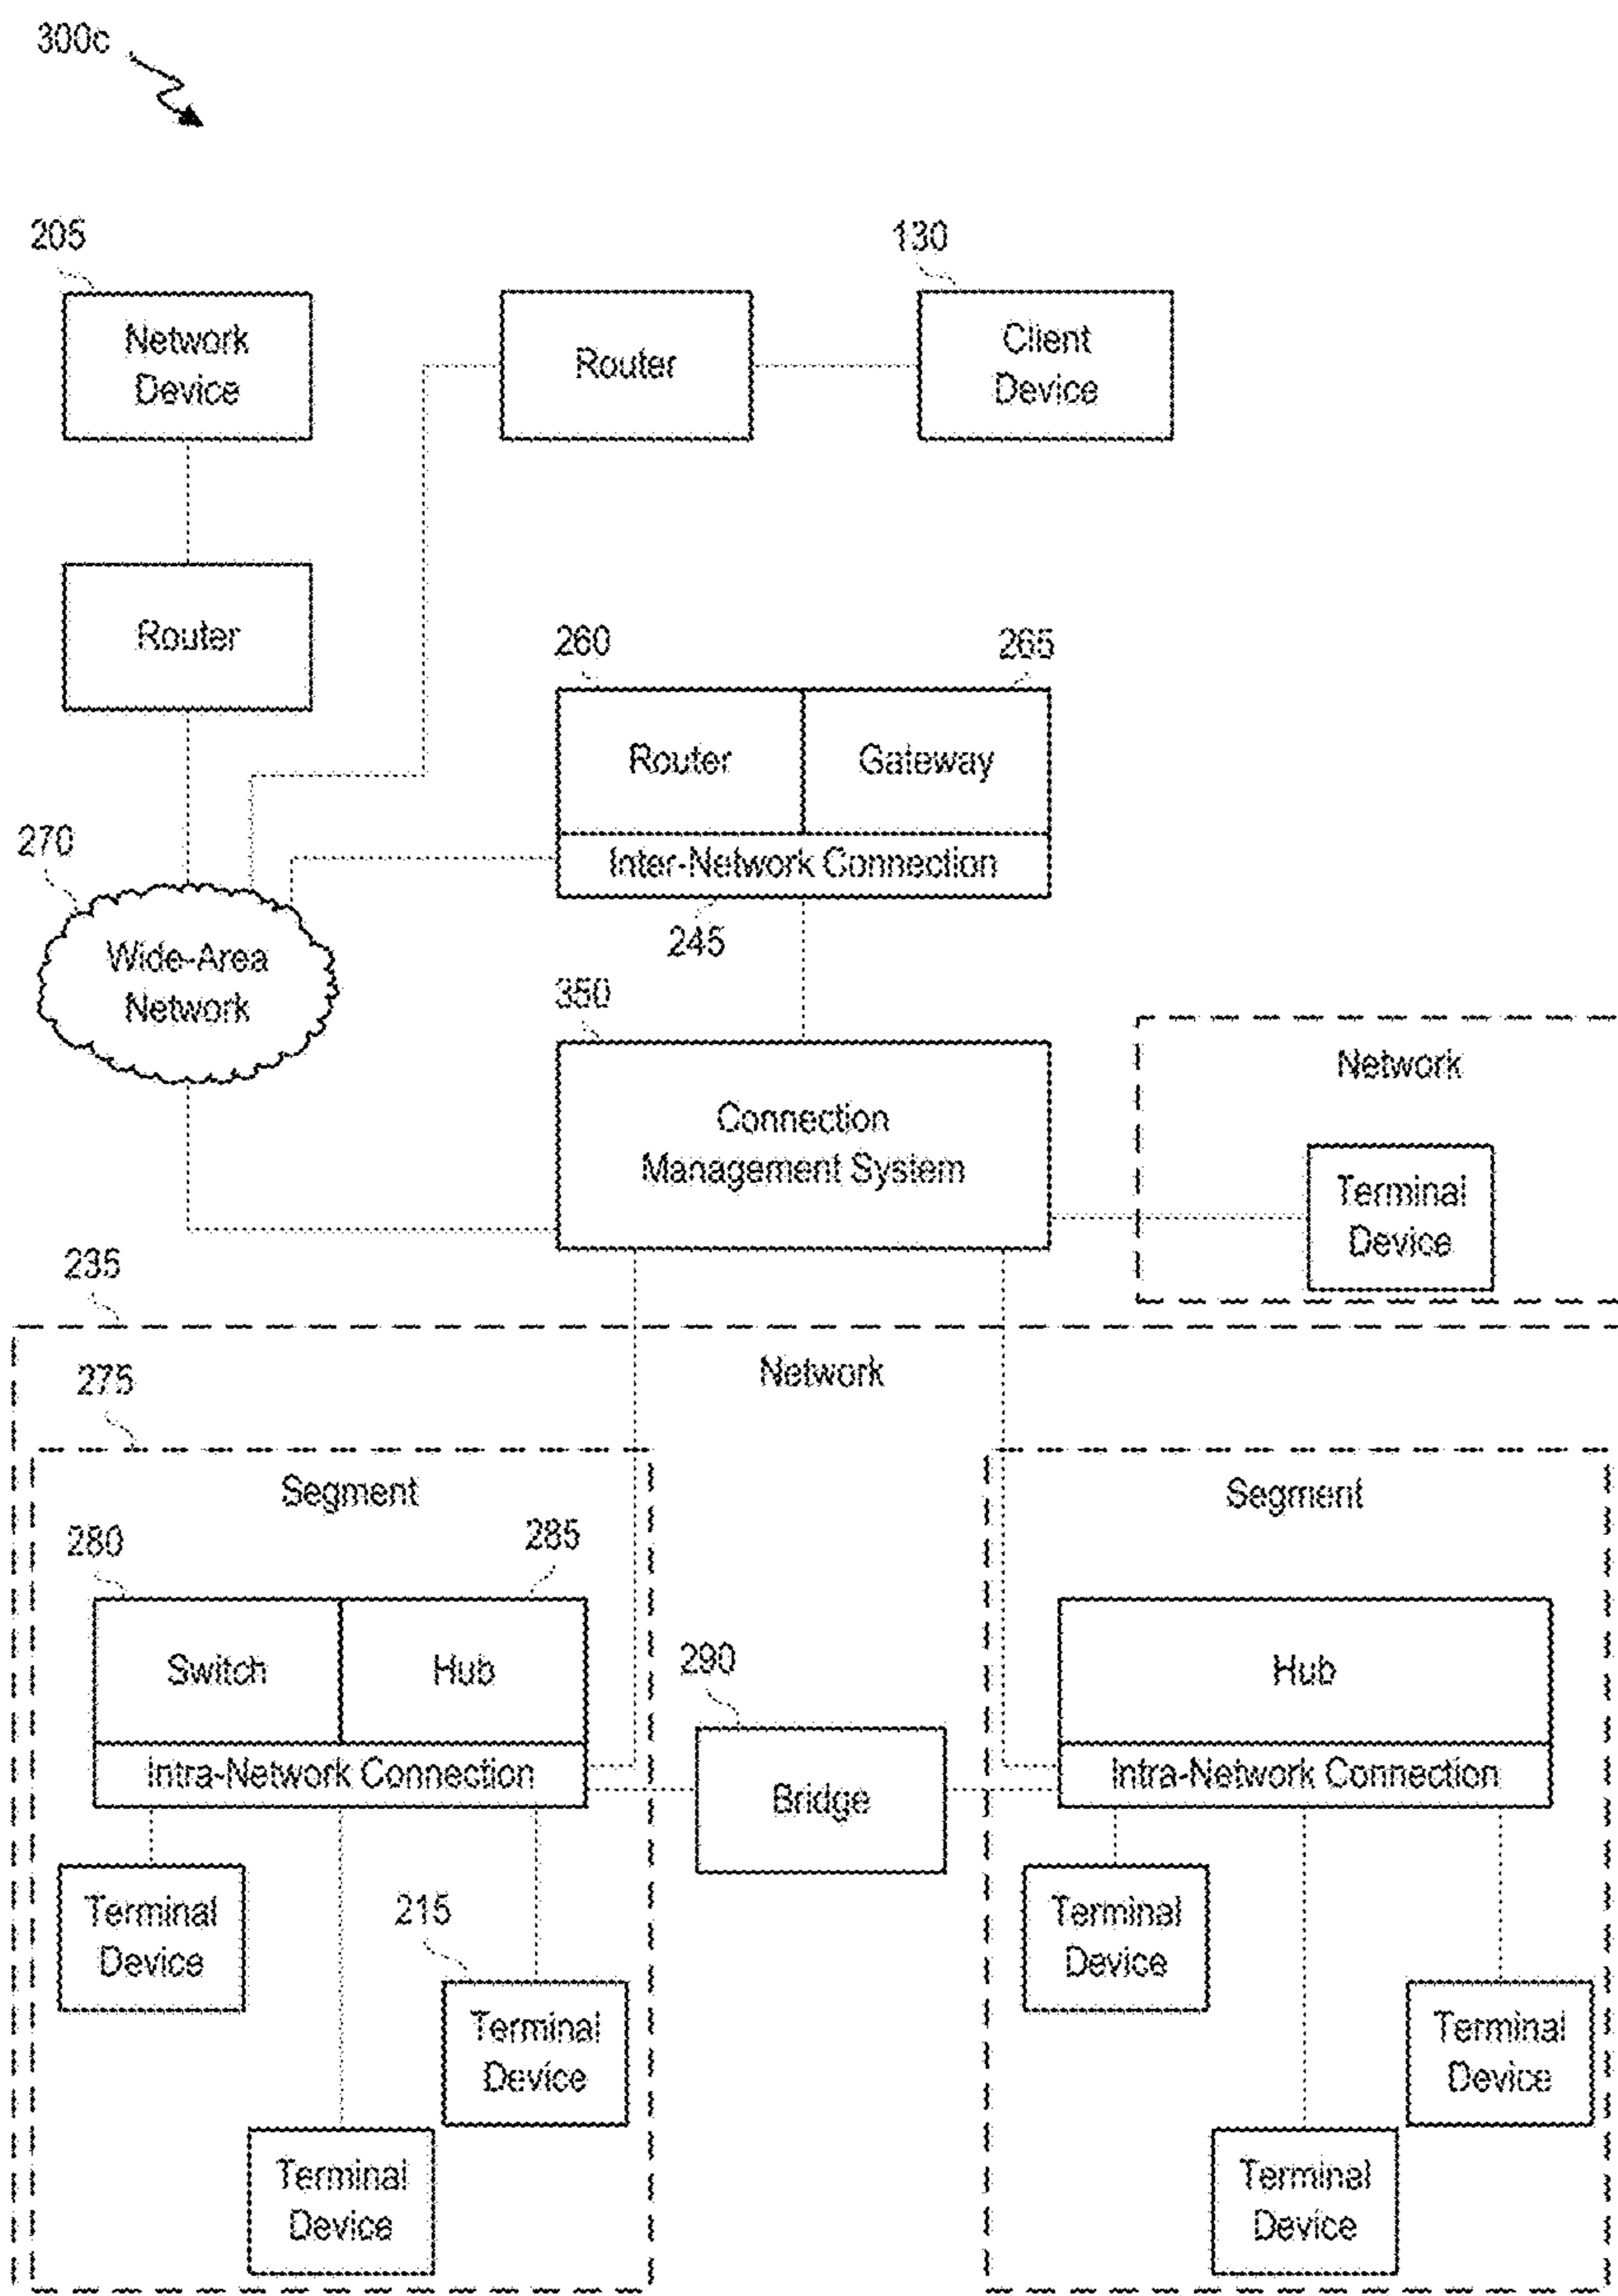 300c
205
130
Network
Device
Router
Client
Device
Router
260
265
Router
Gateway
270
Inter-Network Connection
245
Wide-Area
Network
350
Network
Connection
Management System
Terminal
Device
235
Network
275
Segment
Segment
280
285
Switch
Hub
290
Hub
Intra-Network Connection
Bridge
Intra-Network Connection
Terminal
Device
215
Terminal
Device
Terminal
Device
Terminal
Device
Terminal
Device
Terminal
Device